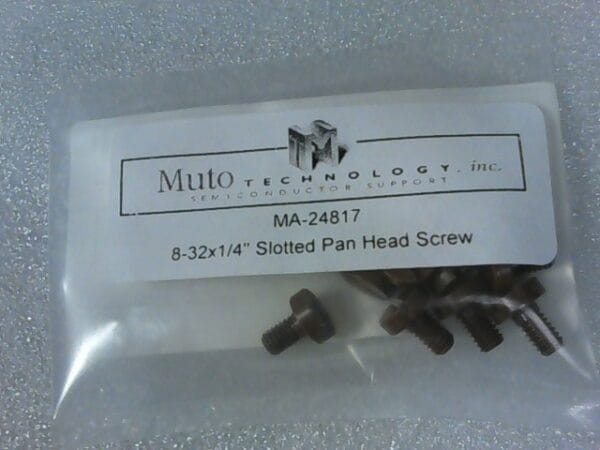 Muto TECHNOLOGY, inc.
SEMICONDUCTOR SUPPORT
MA-24817
8-32x1/4" Slotted Pan Head Screw